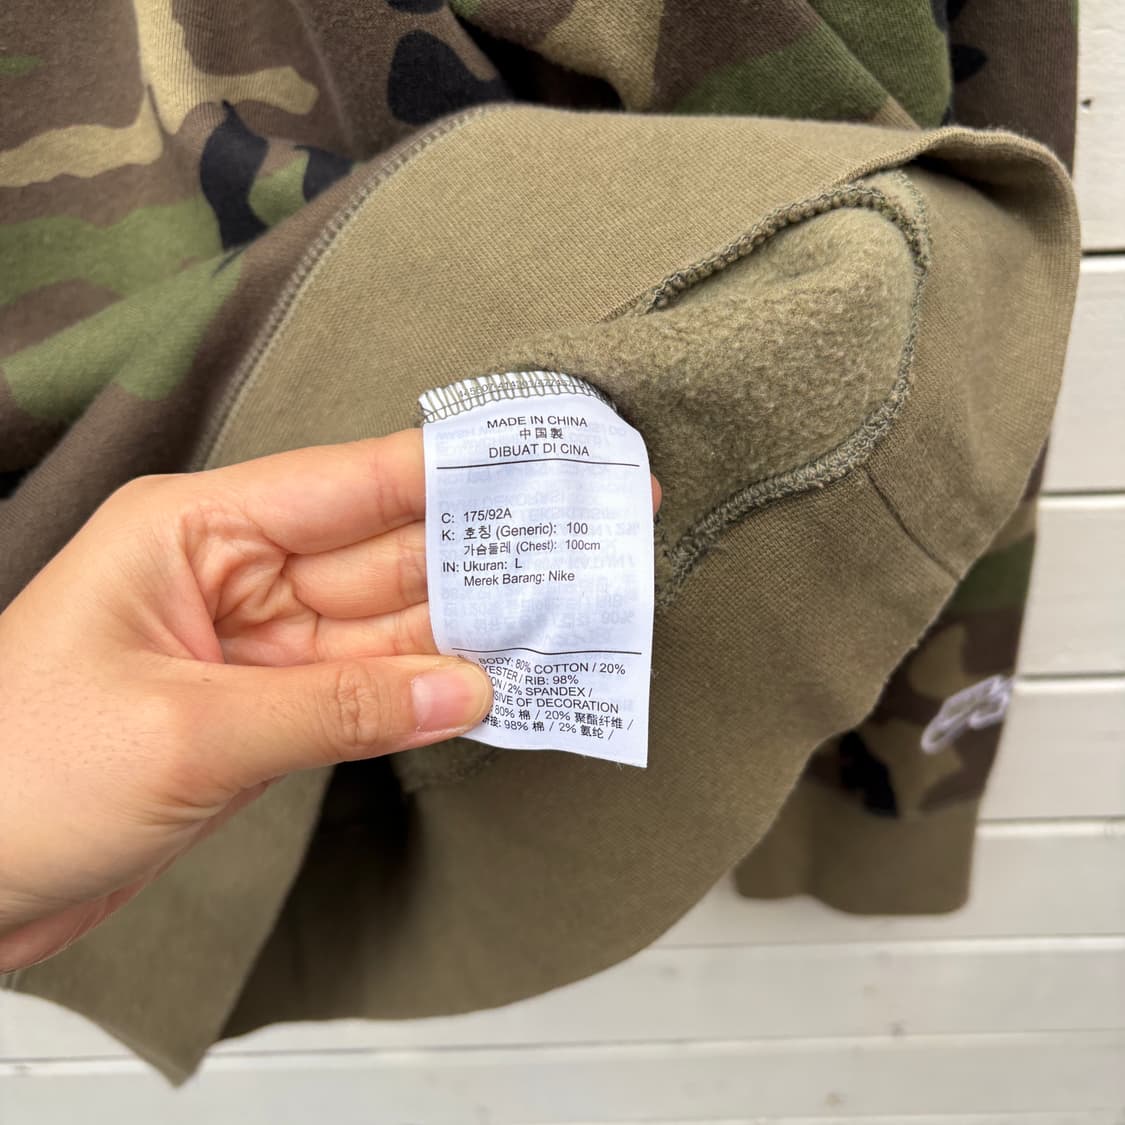 MADE IN CHINA
中国製
DIBUAT DI CINA
C: 175/92A
K: 호칭 (Generic): 100
가슴둘레 (Chest): 100cm
IN: Ukuran: L
Merek Barang: Nike
BODY: 80% COTTON / 20%
YESTER / RIB: 98%
ON / 2% SPANDEX /
SIVE OF DECORATION
80% 棉 / 20% 聚酯纤维 /
98% 棉 / 2% 氨纶 /